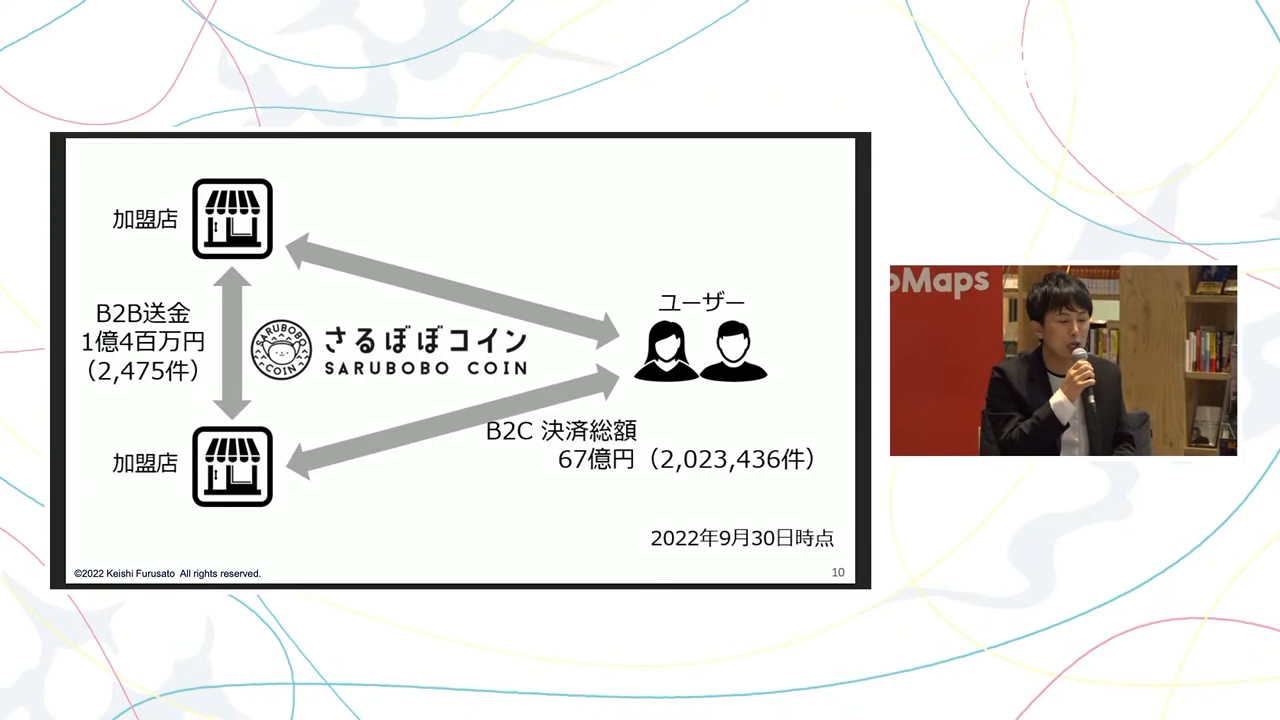 加盟店
B2B送金
1億4百万円
（2,475件）
加盟店
SARUBOBO COIN
さるぼぼコイン
SARUBOBO COIN
ユーザー
B2C 決済総額
67億円（2,023,436件）
2022年9月30日時点
©2022 Keishi Furusato All rights reserved.
10
oMaps